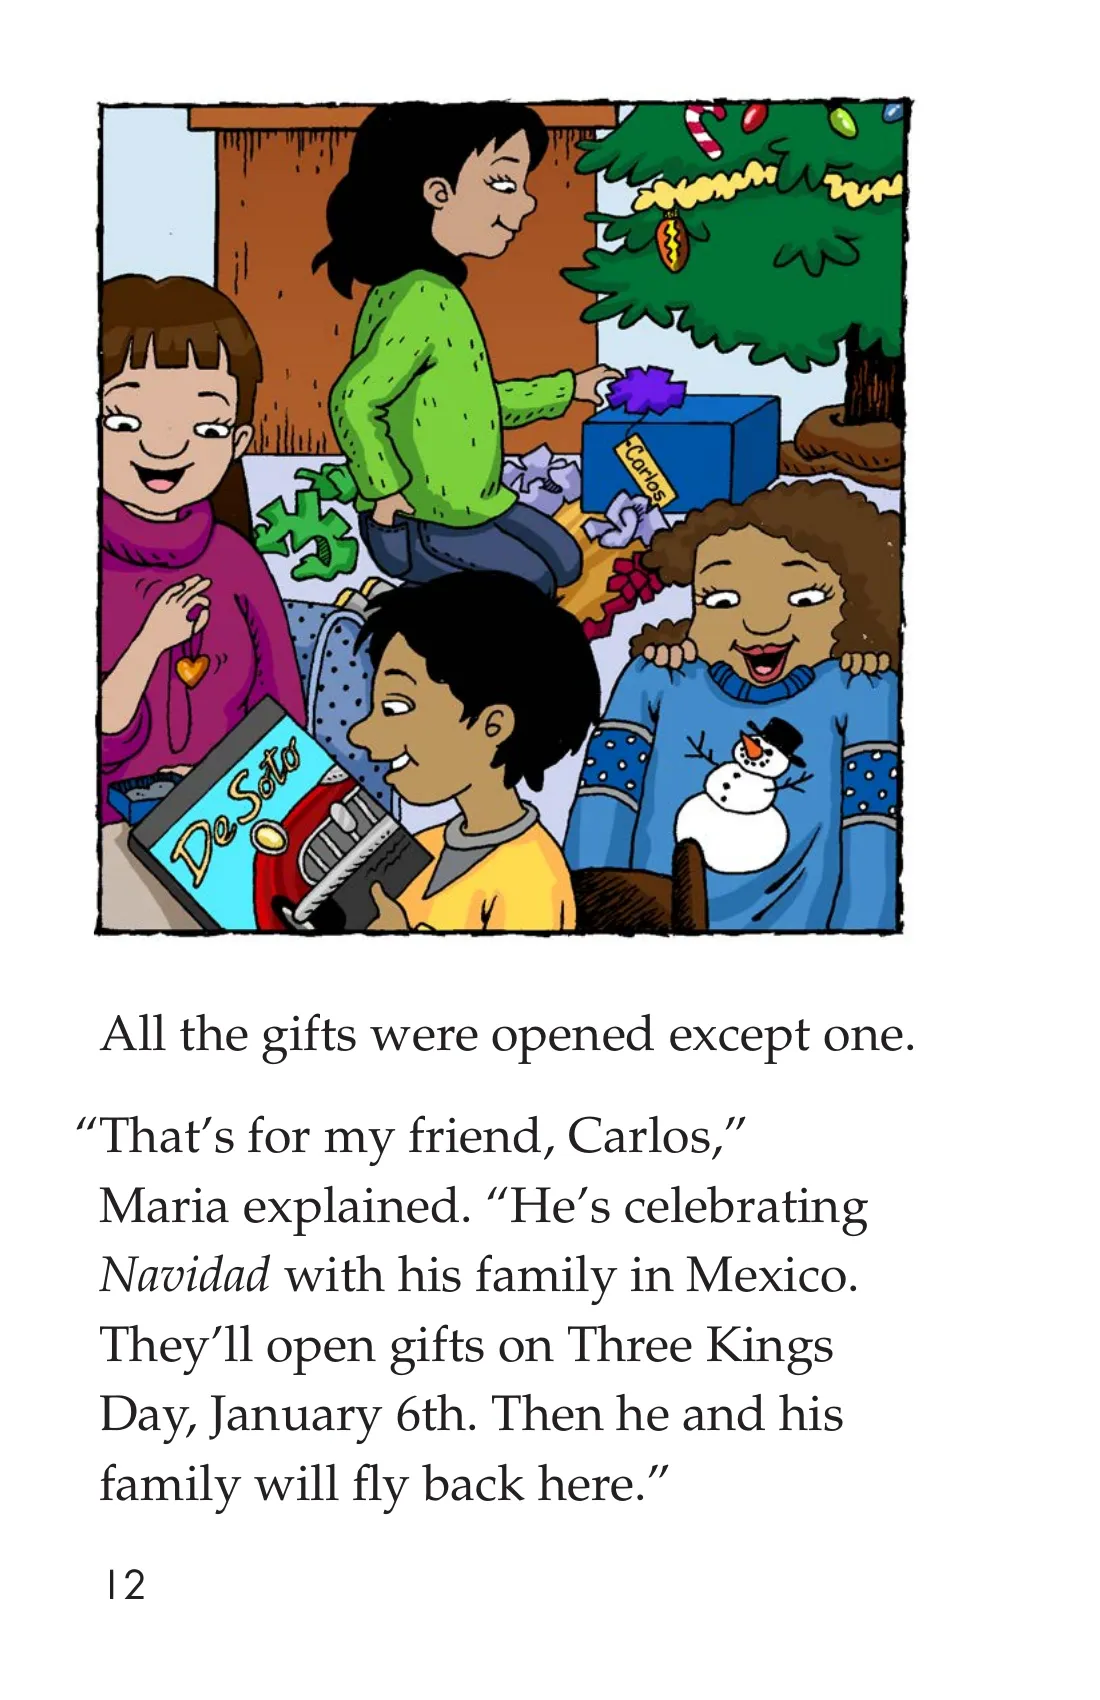 Carlos
DeSoto
All the gifts were opened except one.
“That’s for my friend, Carlos,”
Maria explained. “He’s celebrating
Navidad with his family in Mexico.
They’ll open gifts on Three Kings
Day, January 6th. Then he and his
family will fly back here.”
12